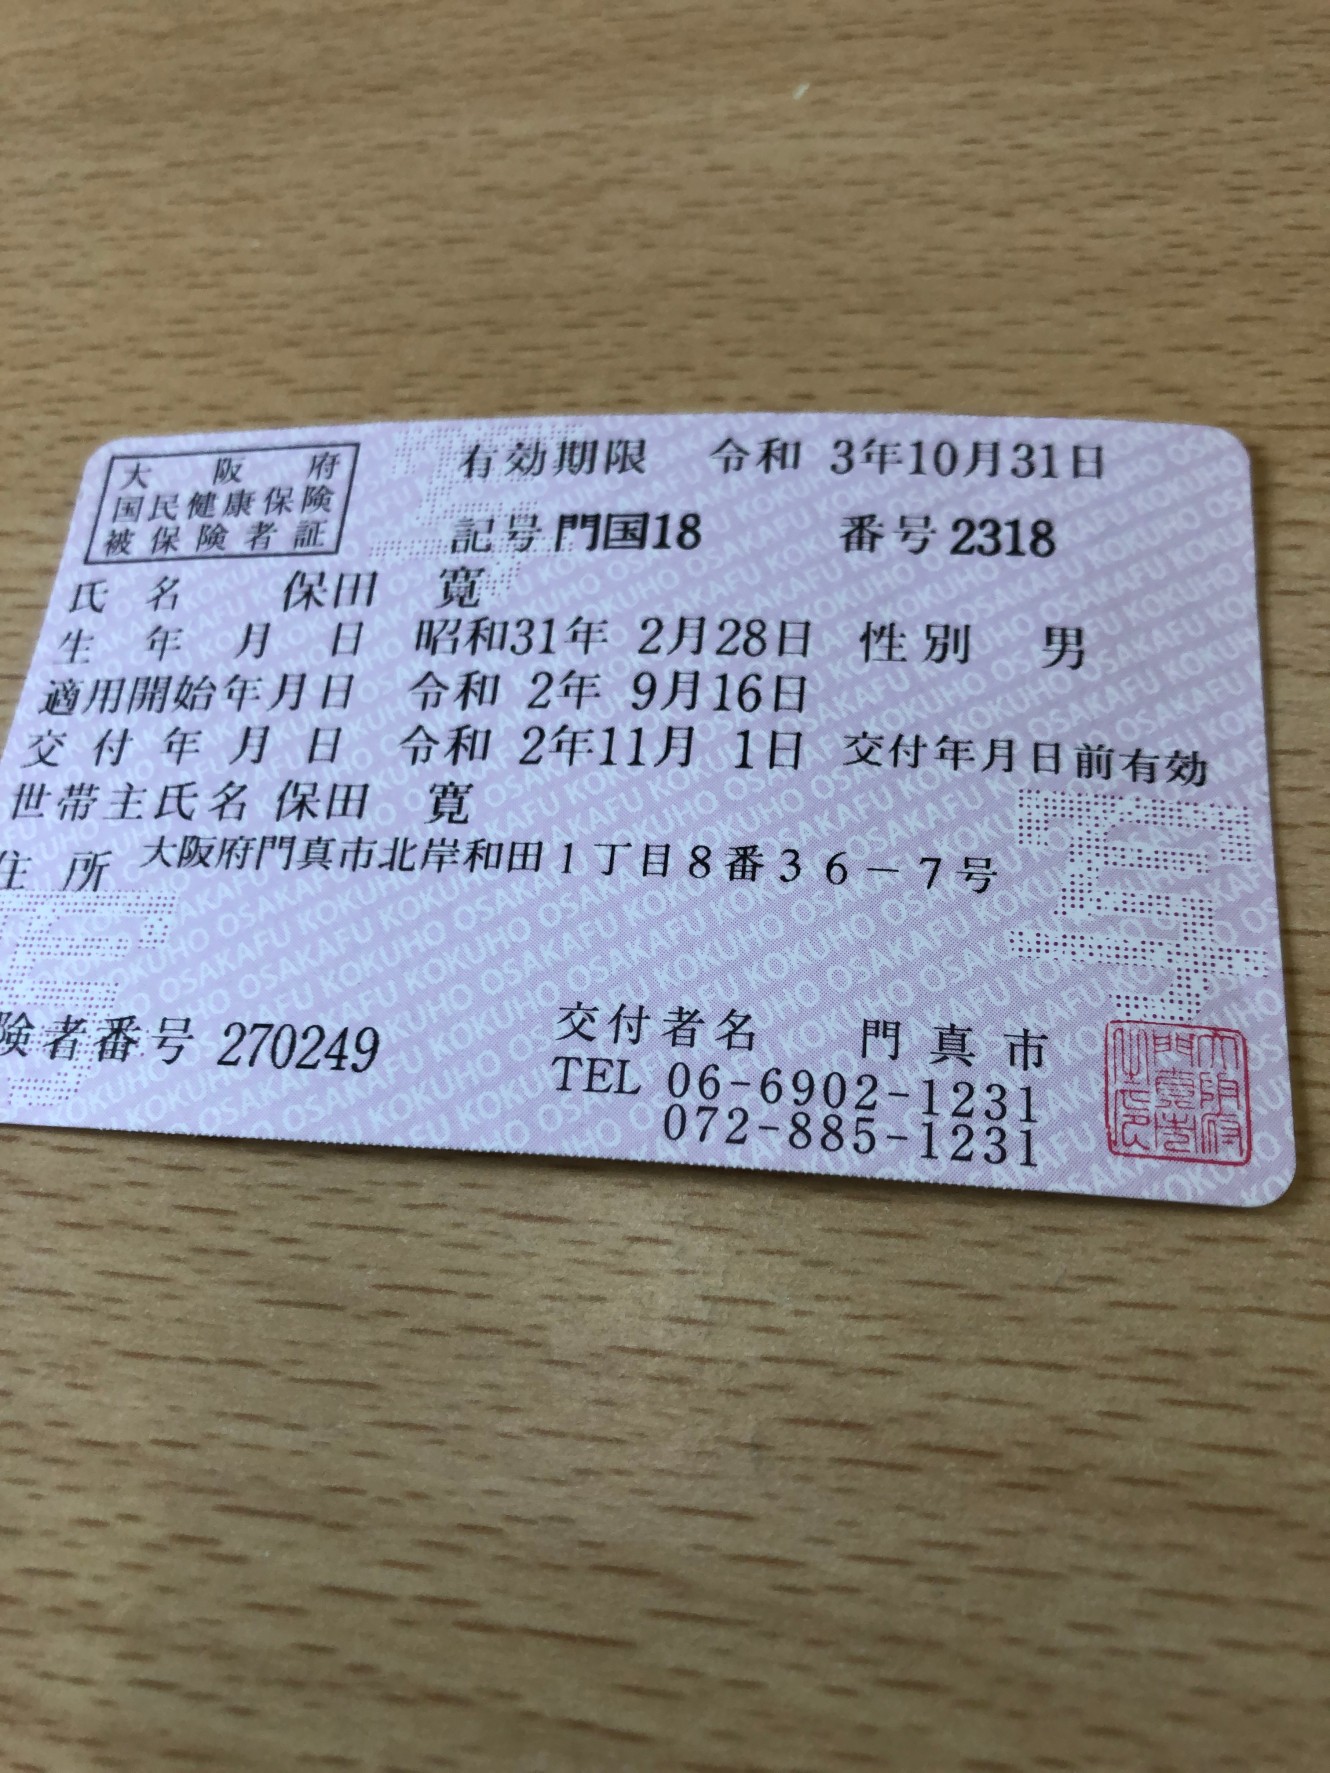 大阪府
国民健康保険
被保険者証
有効期限 令和 3年10月31日
記号 門国18 番号 2318
氏名 保田 寛
生年月日 昭和31年 2月28日 性別 男
適用開始年月日 令和 2年 9月16日
交付年月日 令和 2年11月 1日 交付年月日前有効
世帯主氏名 保田 寛
住所 大阪府門真市北岸和田1丁目8番36-7号
険者番号 270249
交付者名 門真市
TEL 06-6902-1231
072-885-1231